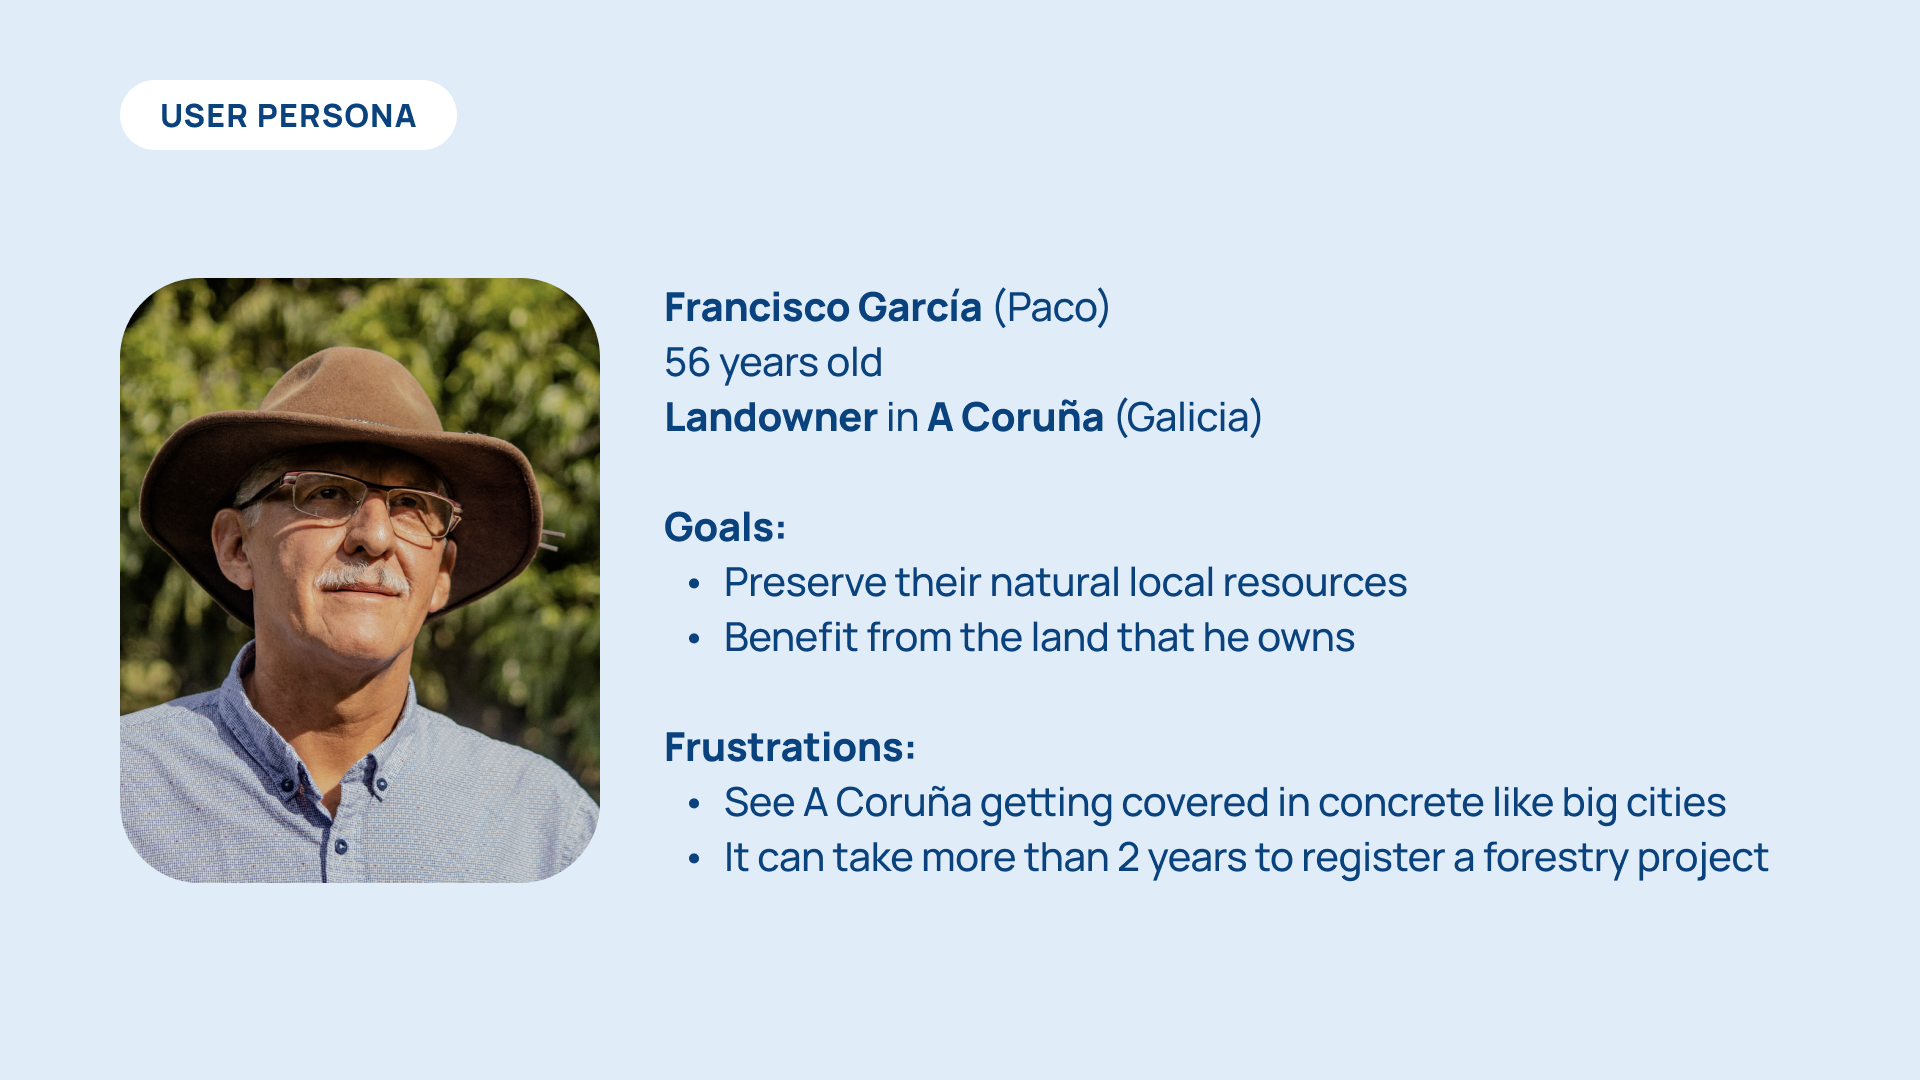 USER PERSONA
Francisco García (Paco)
56 years old
Landowner in A Coruña (Galicia)
Goals:
• Preserve their natural local resources
• Benefit from the land that he owns
Frustrations:
• See A Coruña getting covered in concrete like big cities
• It can take more than 2 years to register a forestry project